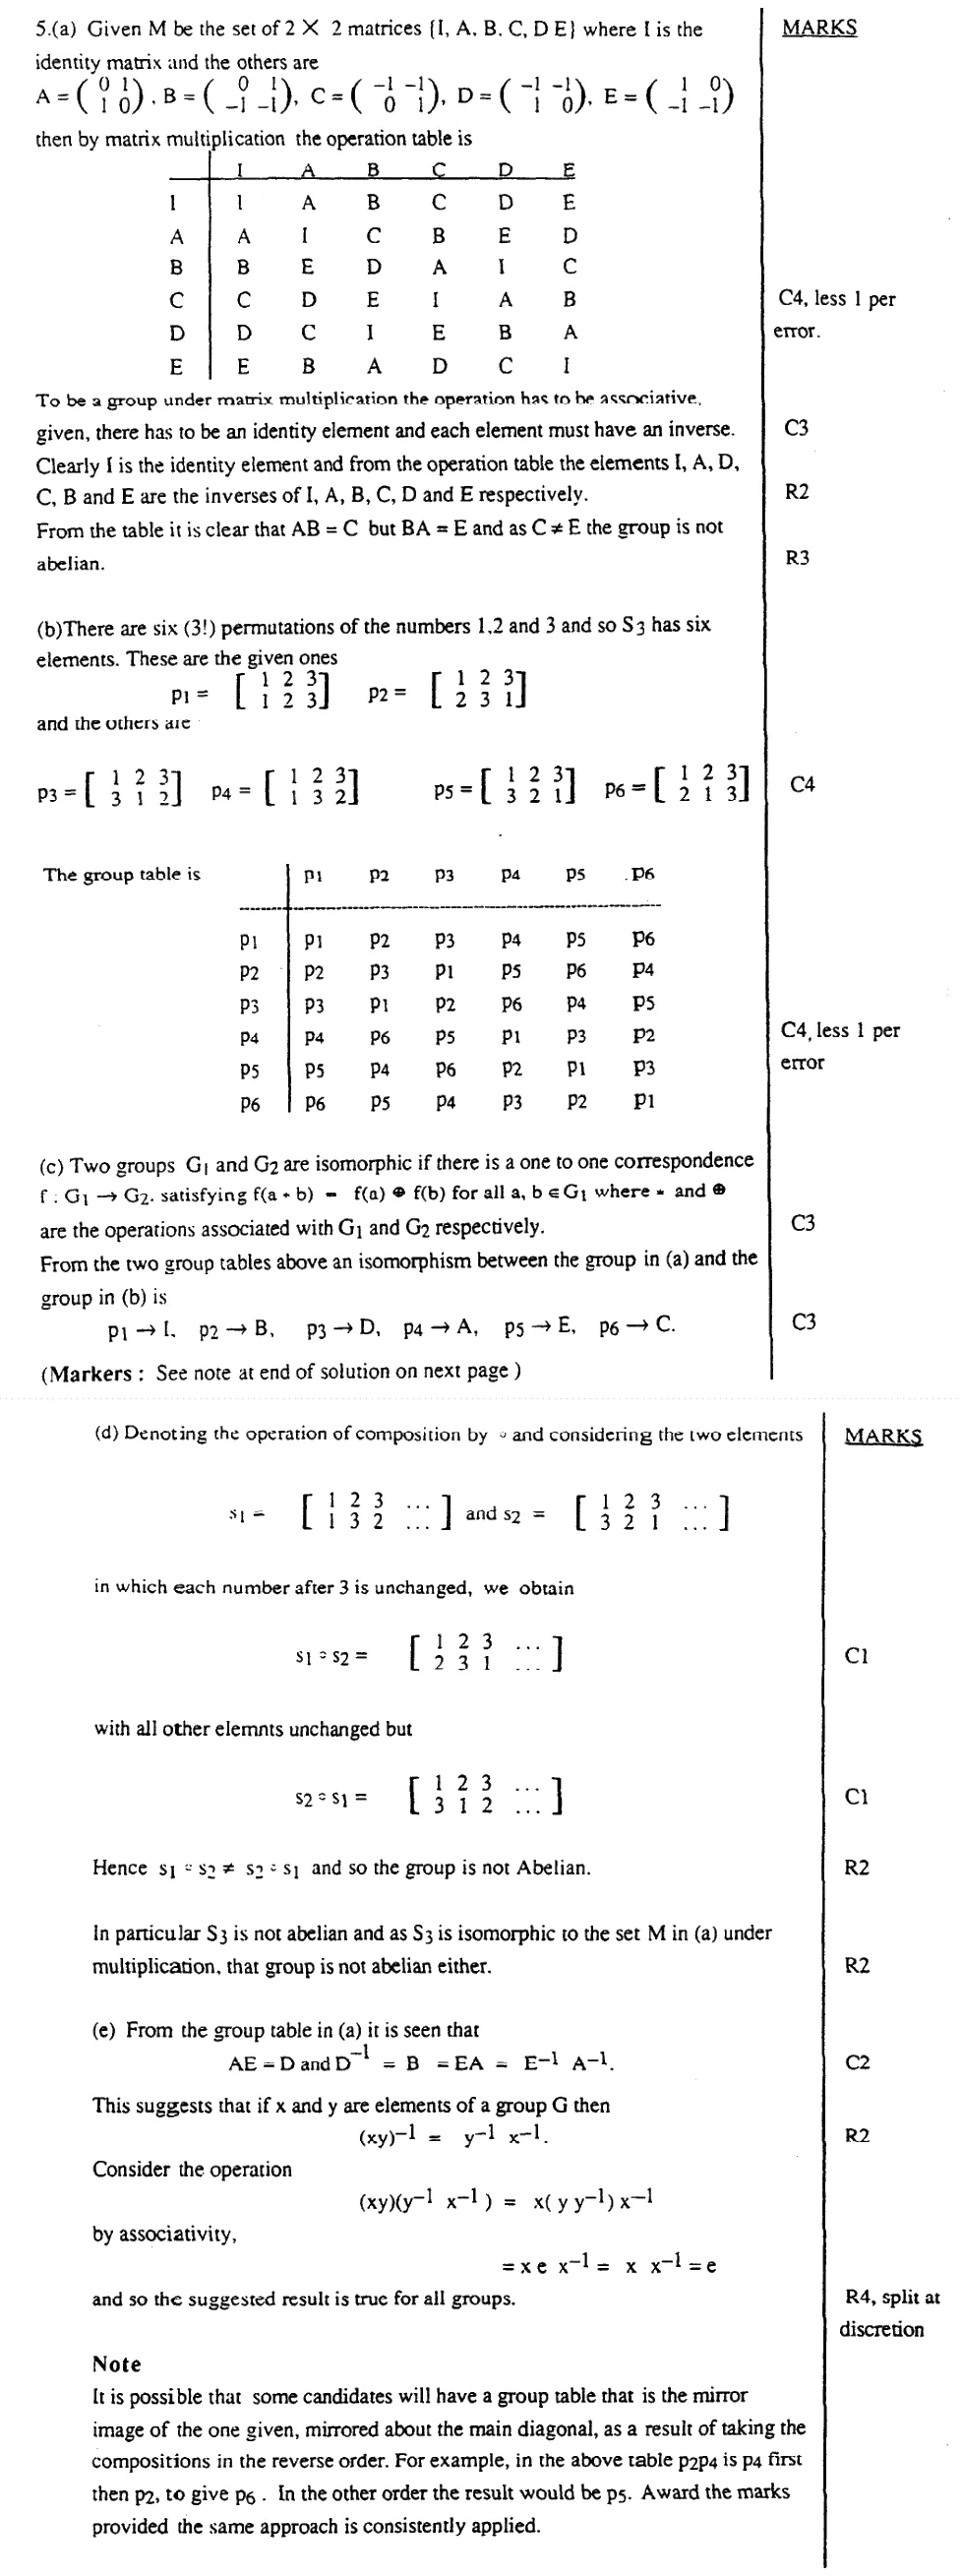 5.(a) Given M be the set of 2 X 2 matrices {I, A. B. C, D E} where I is the
MARKS
identity matrix and the others are
A = ( 0 1 / 1 0 ) , B = ( 0 1 / -1 -1 ), C = ( -1 -1 / 0 1 ), D = ( -1 -1 / 1 0 ), E = ( 1 0 / -1 -1 )
then by matrix multiplication the operation table is
I A B C D E
I I A B C D E
A A I C B E D
B B E D A I C
C C D E I A B
C4, less 1 per
D D C I E B A
error.
E E B A D C I
To be a group under matrix multiplication the operation has to be associative,
given, there has to be an identity element and each element must have an inverse.
C3
Clearly I is the identity element and from the operation table the elements I, A, D,
C, B and E are the inverses of I, A, B, C, D and E respectively.
R2
From the table it is clear that AB = C but BA = E and as C ≠ E the group is not
abelian.
R3
(b)There are six (3!) permutations of the numbers 1,2 and 3 and so S3 has six
elements. These are the given ones
p1 = [ 1 2 3 / 1 2 3 ] p2 = [ 1 2 3 / 2 3 1 ]
and the others are
p3 = [ 1 2 3 / 3 1 2 ] p4 = [ 1 2 3 / 1 3 2 ] p5 = [ 1 2 3 / 3 2 1 ] p6 = [ 1 2 3 / 2 1 3 ]
C4
The group table is p1 p2 p3 p4 p5 p6
p1 p1 p2 p3 p4 p5 p6
p2 p2 p3 p1 p5 p6 p4
p3 p3 p1 p2 p6 p4 p5
p4 p4 p6 p5 p1 p3 p2
C4, less 1 per
p5 p5 p4 p6 p2 p1 p3
error
p6 p6 p5 p4 p3 p2 p1
(c) Two groups G1 and G2 are isomorphic if there is a one to one correspondence
f : G1 → G2. satisfying f(a * b) = f(a) ⊕ f(b) for all a, b ∈ G1 where * and ⊕
are the operations associated with G1 and G2 respectively.
C3
From the two group tables above an isomorphism between the group in (a) and the
group in (b) is
p1 → I, p2 → B, p3 → D, p4 → A, p5 → E, p6 → C.
C3
(Markers : See note at end of solution on next page )
(d) Denoting the operation of composition by ∘ and considering the two elements
MARKS
s1 = [ 1 2 3 ... / 1 3 2 ... ] and s2 = [ 1 2 3 ... / 3 2 1 ... ]
in which each number after 3 is unchanged, we obtain
s1 ∘ s2 = [ 1 2 3 ... / 2 3 1 ... ]
C1
with all other elemnts unchanged but
s2 ∘ s1 = [ 1 2 3 ... / 3 1 2 ... ]
C1
Hence s1 ∘ s2 ≠ s2 ∘ s1 and so the group is not Abelian.
R2
In particular S3 is not abelian and as S3 is isomorphic to the set M in (a) under
multiplication, that group is not abelian either.
R2
(e) From the group table in (a) it is seen that
AE = D and D⁻¹ = B = EA = E⁻¹ A⁻¹.
C2
This suggests that if x and y are elements of a group G then
(xy)⁻¹ = y⁻¹ x⁻¹.
R2
Consider the operation
(xy)(y⁻¹ x⁻¹ ) = x( y y⁻¹) x⁻¹
by associativity,
= x e x⁻¹ = x x⁻¹ = e
and so the suggested result is true for all groups.
R4, split at
discretion
Note
It is possible that some candidates will have a group table that is the mirror
image of the one given, mirrored about the main diagonal, as a result of taking the
compositions in the reverse order. For example, in the above table p2p4 is p4 first
then p2, to give p6 . In the other order the result would be p5. Award the marks
provided the same approach is consistently applied.